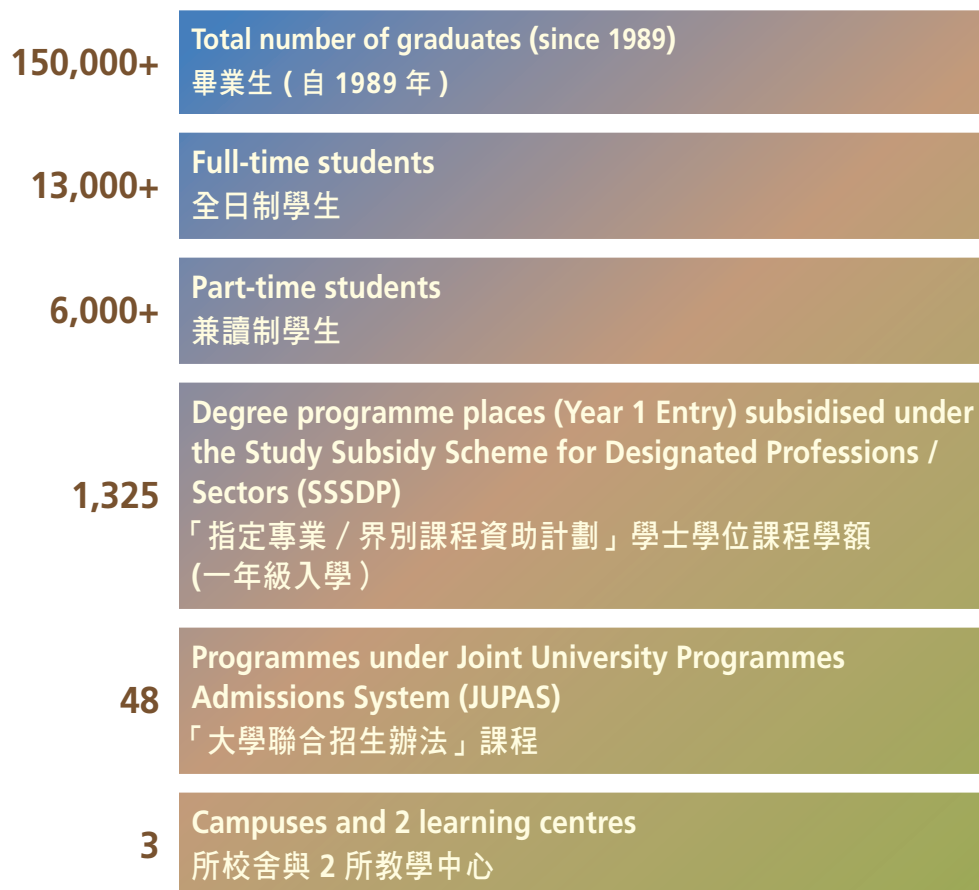 150,000+
Total number of graduates (since 1989)
畢業生 ( 自 1989 年 )
13,000+
Full-time students
全日制學生
6,000+
Part-time students
兼讀制學生
1,325
Degree programme places (Year 1 Entry) subsidised under
the Study Subsidy Scheme for Designated Professions /
Sectors (SSSDP)
「指定專業 / 界別課程資助計劃」學士學位課程學額
(一年級入學）
48
Programmes under Joint University Programmes
Admissions System (JUPAS)
「大學聯合招生辦法」課程
3
Campuses and 2 learning centres
所校舍與 2 所教學中心